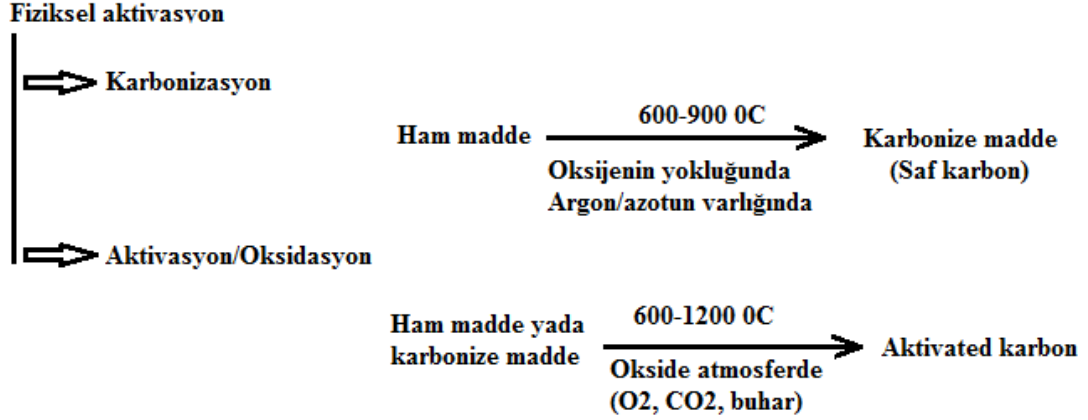 Fiziksel aktivasyon
Karbonizasyon
600-900 0C
Ham madde
Karbonize madde
(Saf karbon)
Oksijenin yokluğunda
Argon/azotun varlığında
Aktivasyon/Oksidasyon
Ham madde yada
karbonize madde
600-1200 0C
Aktivated karbon
Okside atmosferde
(O2, CO2, buhar)